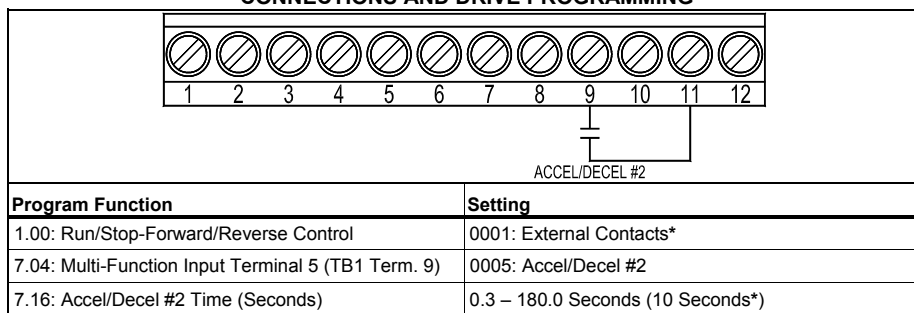 CONNECTIONS AND DRIVE PROGRAMMING
1 2 3 4 5 6 7 8 9 10 11 12
ACCEL/DECEL #2
Program Function Setting
1.00: Run/Stop-Forward/Reverse Control 0001: External Contacts*
7.04: Multi-Function Input Terminal 5 (TB1 Term. 9) 0005: Accel/Decel #2
7.16: Accel/Decel #2 Time (Seconds) 0.3 – 180.0 Seconds (10 Seconds*)